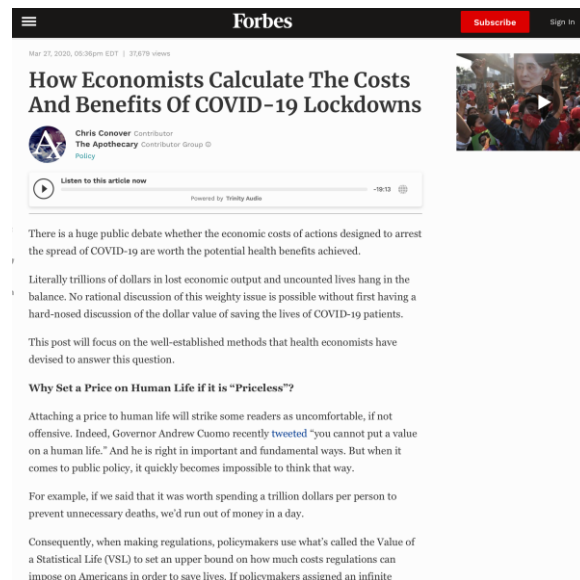 Forbes
Subscribe
Sign In
Mar 27, 2020, 05:36pm EDT | 37,679 views
How Economists Calculate The Costs
And Benefits Of COVID-19 Lockdowns
Chris Conover Contributor
The Apothecary Contributor Group
Policy
Listen to this article now
-19:13
Powered by Trinity Audio
There is a huge public debate whether the economic costs of actions designed to arrest
the spread of COVID-19 are worth the potential health benefits achieved.
Literally trillions of dollars in lost economic output and uncounted lives hang in the
balance. No rational discussion of this weighty issue is possible without first having a
hard-nosed discussion of the dollar value of saving the lives of COVID-19 patients.
This post will focus on the well-established methods that health economists have
devised to answer this question.
Why Set a Price on Human Life if it is “Priceless”?
Attaching a price to human life will strike some readers as uncomfortable, if not
offensive. Indeed, Governor Andrew Cuomo recently tweeted “you cannot put a value
on a human life.” And he is right in important and fundamental ways. But when it
comes to public policy, it quickly becomes impossible to think that way.
For example, if we said that it was worth spending a trillion dollars per person to
prevent unnecessary deaths, we’d run out of money in a day.
Consequently, when making regulations, policymakers use what’s called the Value of
a Statistical Life (VSL) to set an upper bound on how much costs regulations can
impose on Americans in order to save lives. If policymakers assigned an infinite